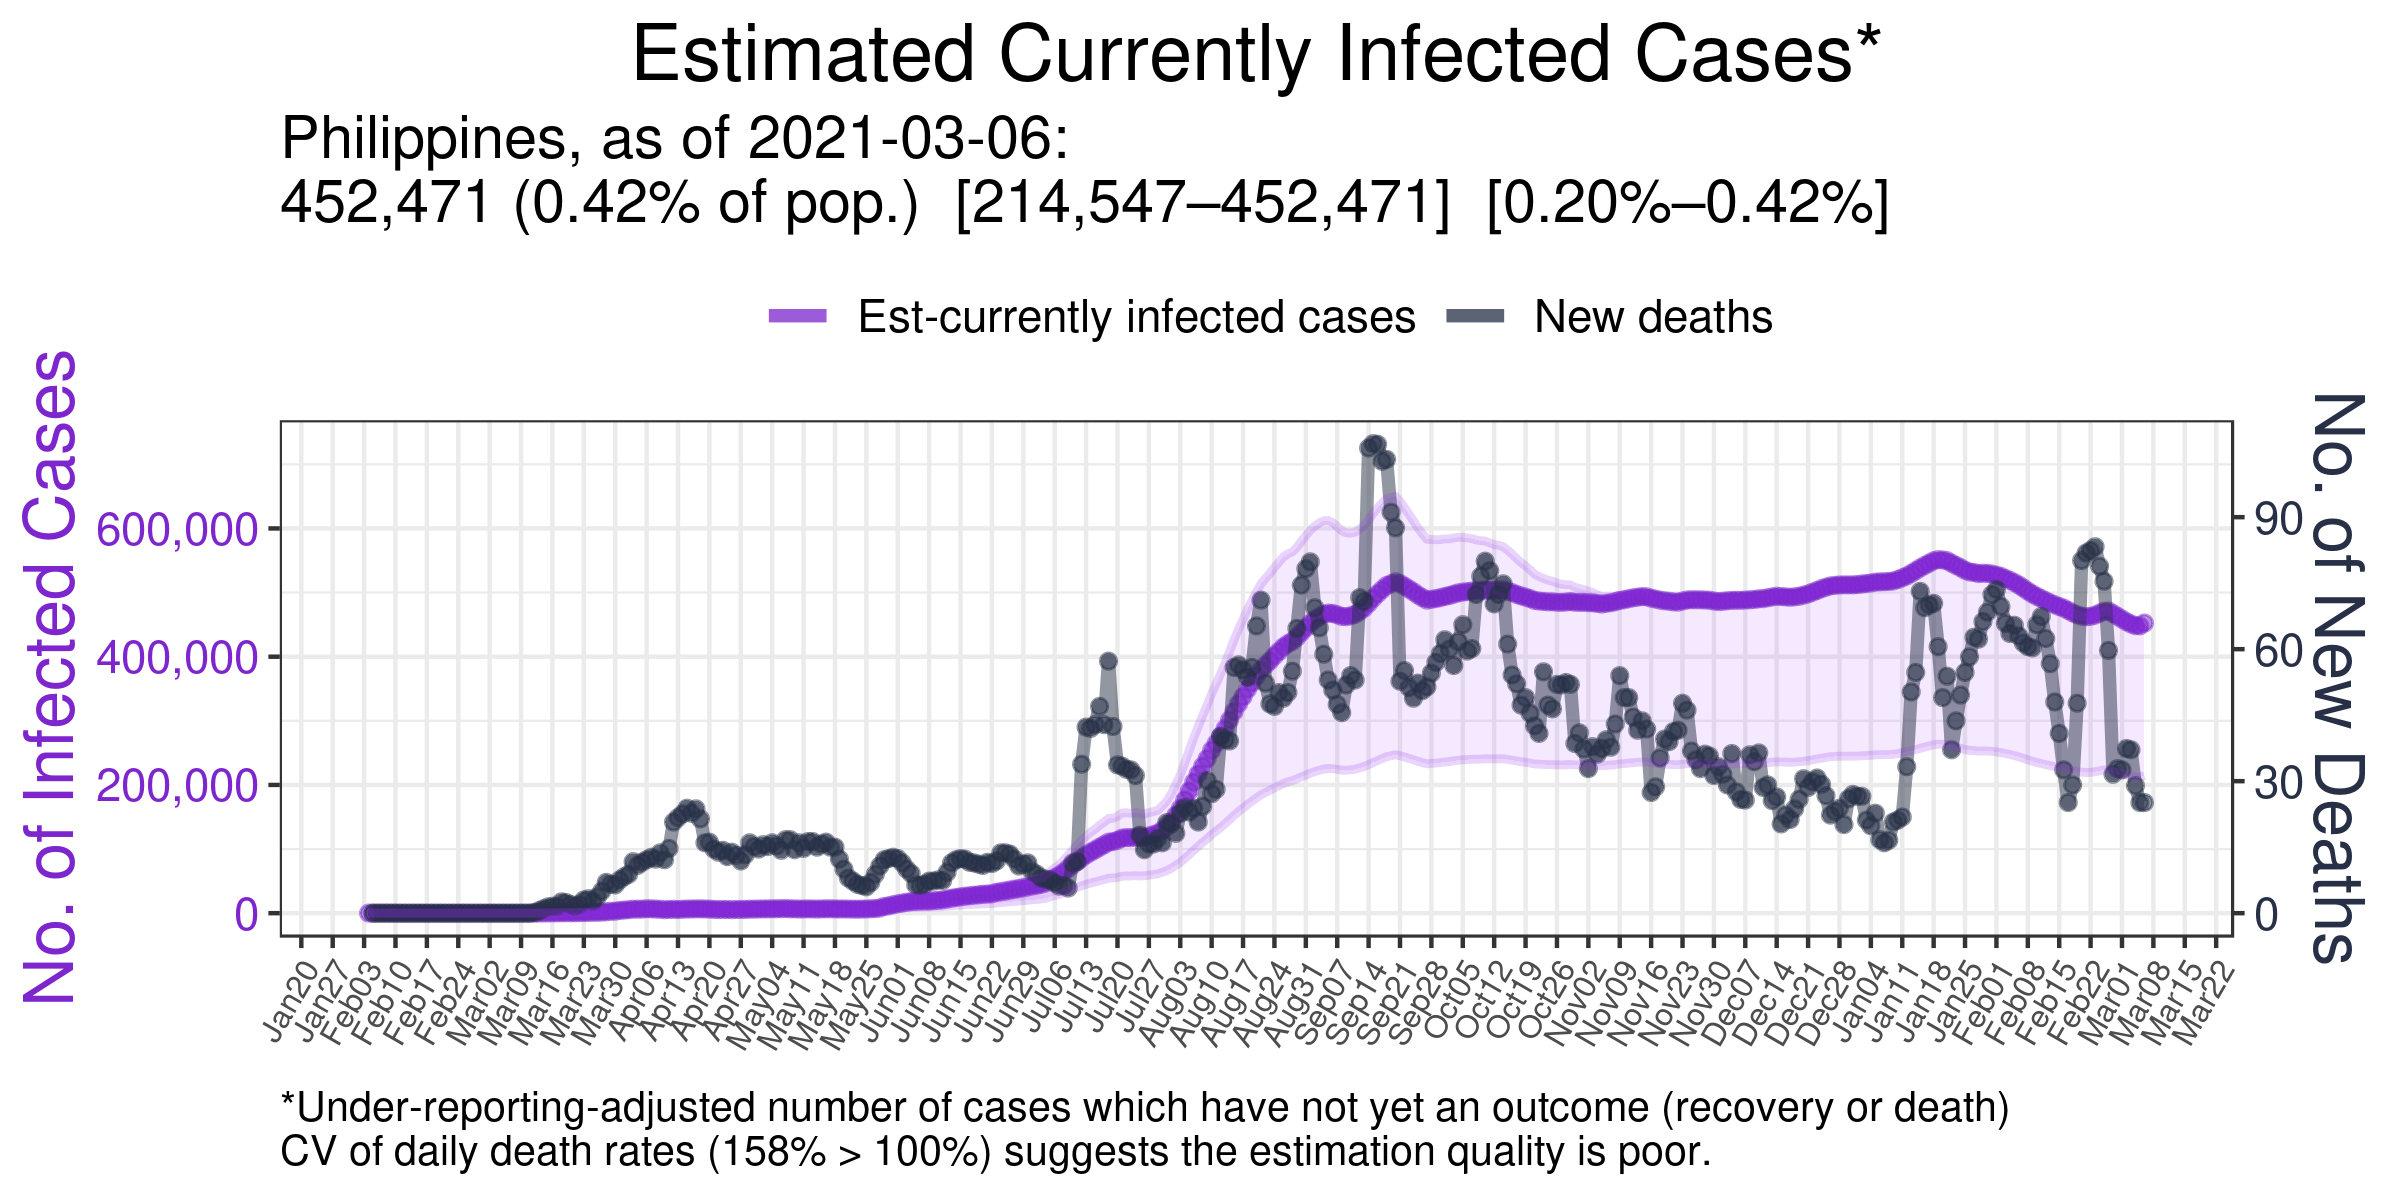 Estimated Currently Infected Cases*
Philippines, as of 2021-03-06:
452,471 (0.42% of pop.) [214,547–452,471] [0.20%–0.42%]
Est-currently infected cases
New deaths
No. of Infected Cases
600,000
400,000
200,000
0
90
60
30
0
No. of New Deaths
Jan20
Jan27
Feb03
Feb10
Feb17
Feb24
Mar02
Mar09
Mar16
Mar23
Mar30
Apr06
Apr13
Apr20
Apr27
May04
May11
May18
May25
Jun01
Jun08
Jun15
Jun22
Jun29
Jul06
Jul13
Jul20
Jul27
Aug03
Aug10
Aug17
Aug24
Aug31
Sep07
Sep14
Sep21
Sep28
Oct05
Oct12
Oct19
Oct26
Nov02
Nov09
Nov16
Nov23
Nov30
Dec07
Dec14
Dec21
Dec28
Jan04
Jan11
Jan18
Jan25
Feb01
Feb08
Feb15
Feb22
Mar01
Mar08
Mar15
Mar22
*Under-reporting-adjusted number of cases which have not yet an outcome (recovery or death)
CV of daily death rates (158% > 100%) suggests the estimation quality is poor.